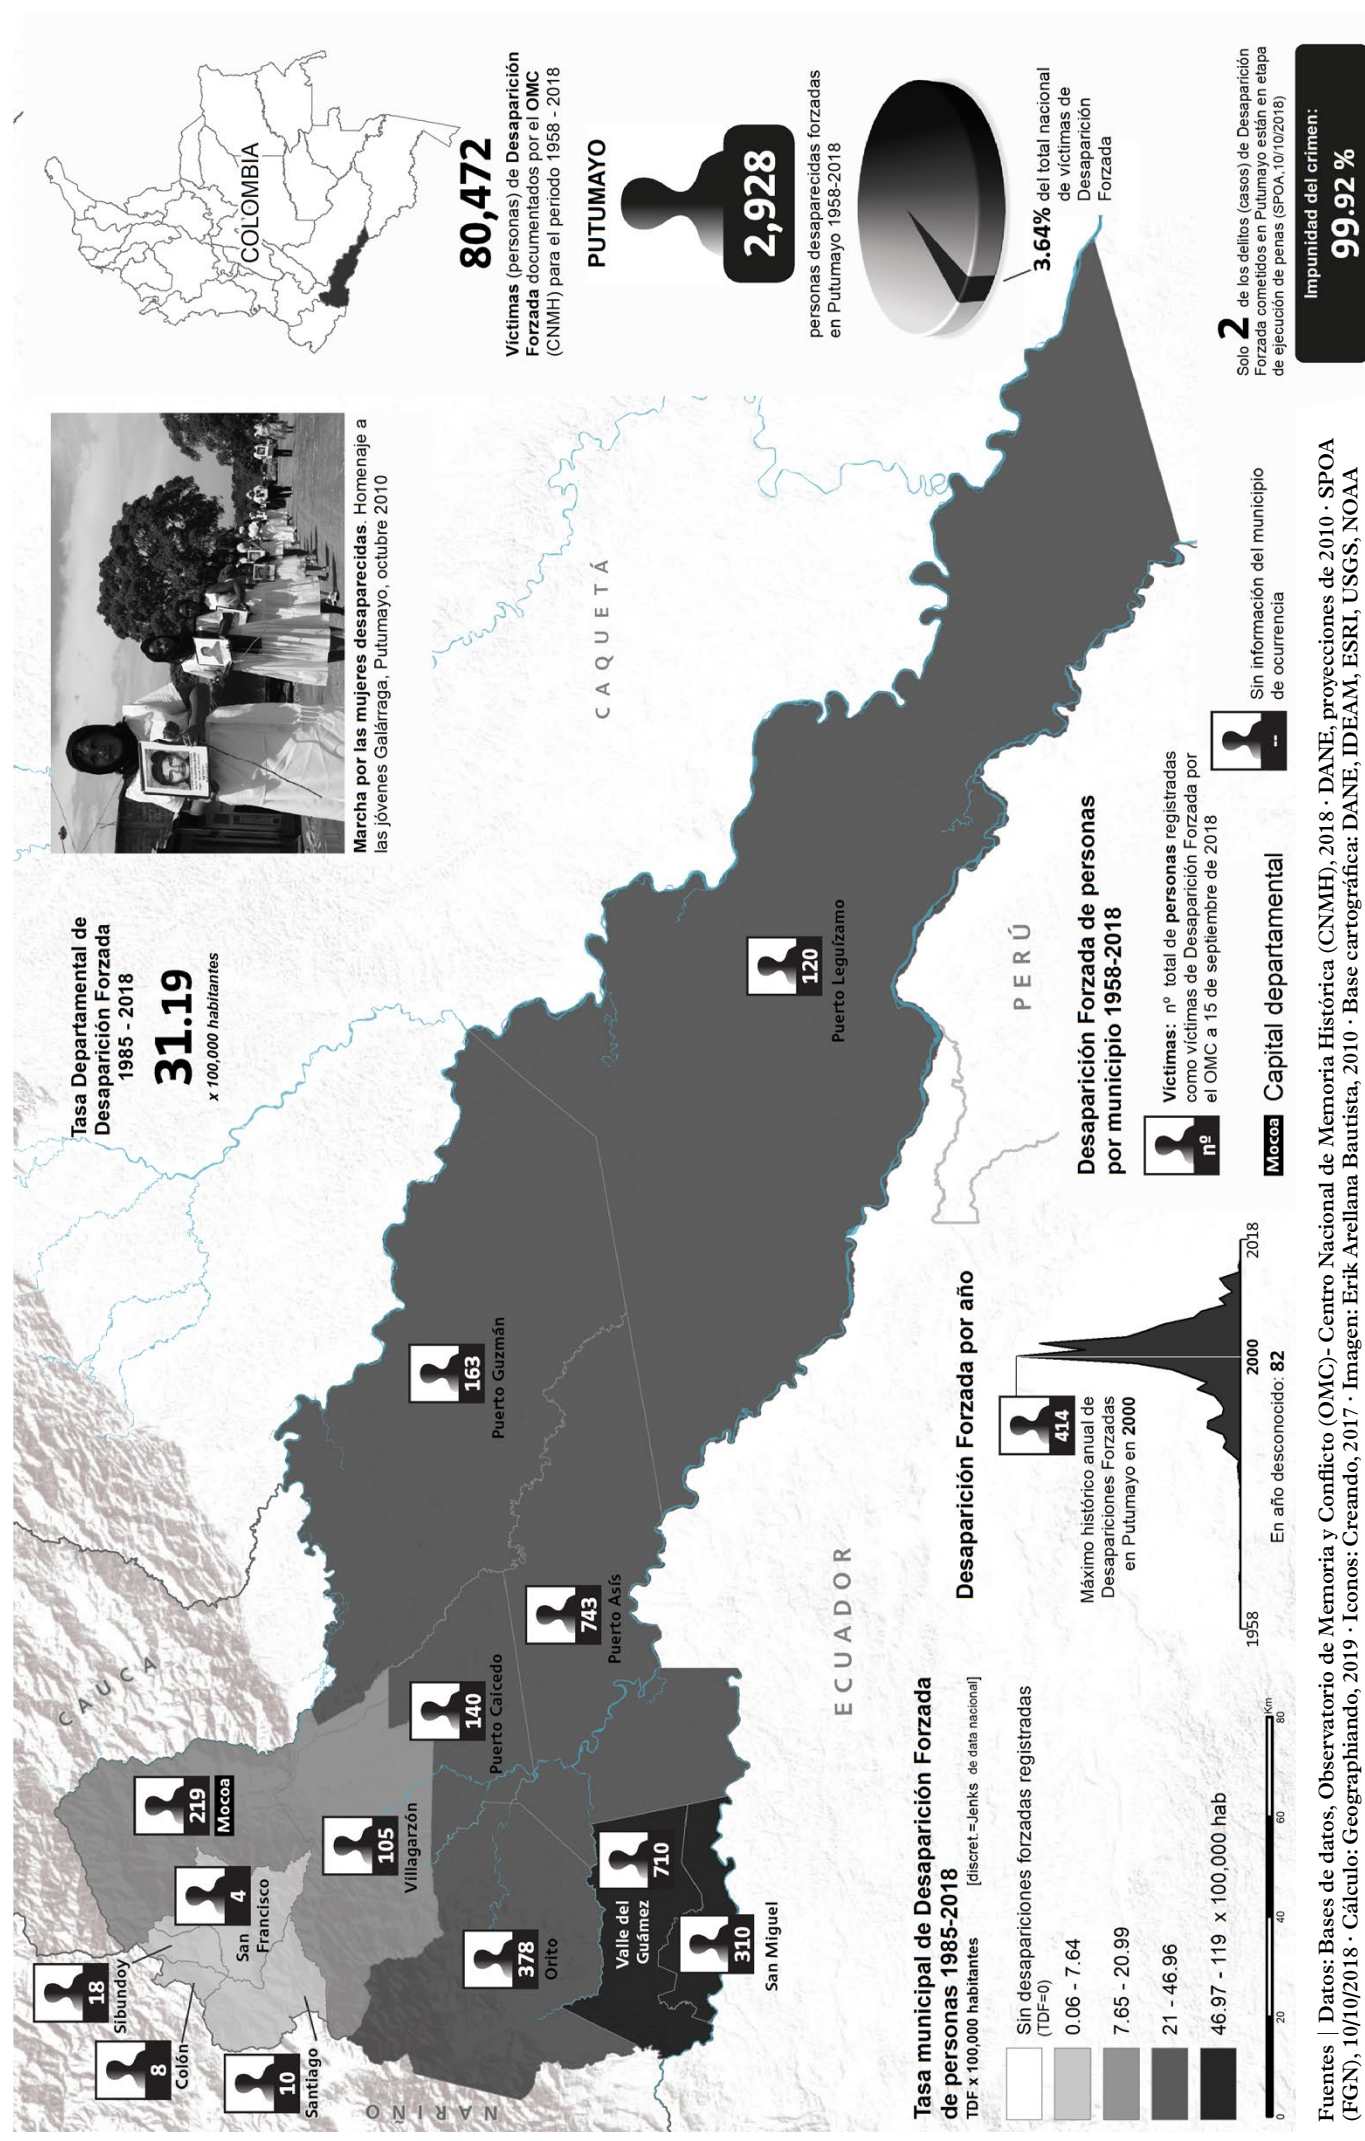 Tasa Departamental de
Desaparición Forzada
1985 - 2018
31.19
x 100,000 habitantes
Marcha por las mujeres desaparecidas. Homenaje a
las jóvenes Galárraga, Putumayo, octubre 2010
COLOMBIA
80,472
Víctimas (personas) de Desaparición
Forzada documentados por el OMC
(CNMH) para el periodo 1958 - 2018
PUTUMAYO
2,928
personas desaparecidas forzadas
en Putumayo 1958-2018
3.64% del total nacional
de víctimas de
Desaparición
Forzada
Solo 2 de los delitos (casos) de Desaparición
Forzada cometidos en Putumayo están en etapa
de ejecución de penas (SPOA,10/10/2018)
Impunidad del crimen:
99.92 %
CAUCA
NARIÑO
CAQUETÁ
ECUADOR
PERÚ
18
Sibundoy
8
Colón
10
Santiago
4
San
Francisco
219
Mocoa
105
Villagarzón
140
Puerto Caicedo
163
Puerto Guzmán
378
Orito
743
Puerto Asís
710
Valle del
Guámez
310
San Miguel
120
Puerto Leguízamo
Tasa municipal de Desaparición Forzada
de personas 1985-2018
TDF x 100,000 habitantes [discret.=Jenks de data nacional]
Sin desapariciones forzadas registradas
(TDF=0)
0.06 - 7.64
7.65 - 20.99
21 - 46.96
46.97 - 119 x 100,000 hab
0 20 40 60 80 Km
Desaparición Forzada por año
414
Máximo histórico anual de
Desapariciones Forzadas
en Putumayo en 2000
1958 2000 2018
En año desconocido: 82
Desaparición Forzada de personas
por municipio 1958-2018
nº
Víctimas: nº total de personas registradas
como víctimas de Desaparición Forzada por
el OMC a 15 de septiembre de 2018
Mocoa Capital departamental
--
Sin información del municipio
de ocurrencia
Fuentes | Datos: Bases de datos, Observatorio de Memoria y Conflicto (OMC)- Centro Nacional de Memoria Histórica (CNMH), 2018 · DANE, proyecciones de 2010 · SPOA
(FGN), 10/10/2018 · Cálculo: Geographiando, 2019 · Iconos: Creando, 2017 · Imagen: Erik Arellana Bautista, 2010 · Base cartográfica: DANE, IDEAM, ESRI, USGS, NOAA